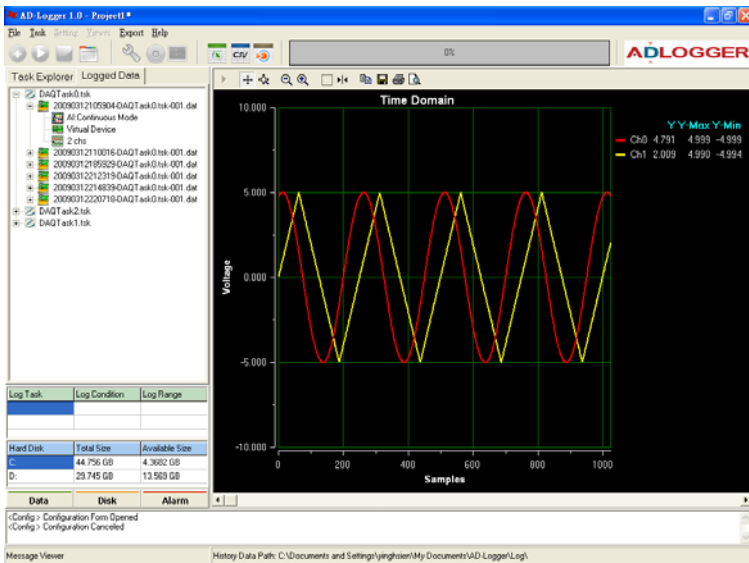 AD-Logger 1.0 - Project1*
File Task Setting Viewer Export Help
CSV
0%
ADLOGGER
Task Explorer Logged Data
DAQTask0.tsk
20090312105904-DAQTask0.tsk-001.dat
AI:Continuous Mode
Virtual Device
2 chs
20090312110016-DAQTask0.tsk-001.dat
20090312185929-DAQTask0.tsk-001.dat
20090312212319-DAQTask0.tsk-001.dat
20090312214839-DAQTask0.tsk-001.dat
20090312220718-DAQTask0.tsk-001.dat
DAQTask2.tsk
DAQTask1.tsk
Time Domain
Y Y-Max Y-Min
Ch0 4.791 4.999 -4.999
Ch1 2.009 4.990 -4.994
10.000
5.000
0.000
-5.000
-10.000
Voltage
0 200 400 600 800 1000
Samples
Log Task Log Condition Log Range
Hard Disk Total Size Available Size
C: 44.756 GB 4.3682 GB
D: 29.745 GB 13.569 GB
Data Disk Alarm
<Config> Configuration Form Opened
<Config> Configuration Canceled
Message Viewer
History Data Path: C:\Documents and Settings\yinghsien\My Documents\AD-Logger\Log\